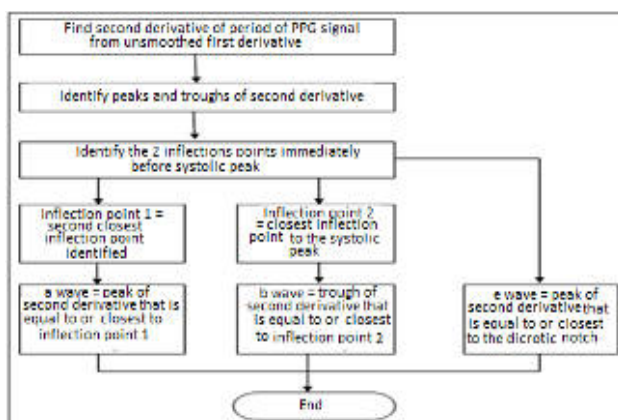 Find second derivative of period of PPG signal
from unsmoothed first derivative
Identify peaks and troughs of second derivative
Identify the 2 inflections points immediately
before systolic peak
Inflection point 1 =
second closest
inflection point
identified
Inflection point 2
= closest inflection
point to the systolic
peak
a wave = peak of
second derivative that is
equal to or closest to
inflection point 1
b wave = trough of
second derivative that
is equal to or closest
to inflection point 2
e wave = peak of
second derivative that
is equal to or closest
to the dicrotic notch
End